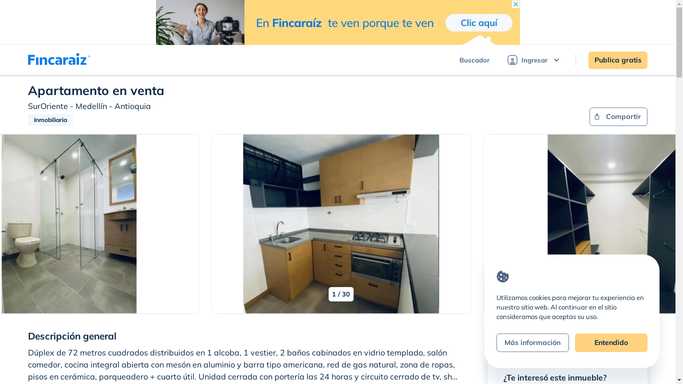 En Fincaraíz te ven porque te ven
Clic aquí
Fincaraiz
Buscador
Ingresar
Publica gratis
Apartamento en venta
SurOriente - Medellín - Antioquia
Inmobiliaria
Compartir
1 / 30
Utilizamos cookies para mejorar tu experiencia en
nuestro sitio web. Al continuar en el sitio
consideramos que aceptas su uso.
Más información
Entendido
Descripción general
Dúplex de 72 metros cuadrados distribuidos en 1 alcoba, 1 vestier, 2 baños cabinados en vidrio templado, salón
comedor, cocina integral abierta con mesón en aluminio y barra tipo americana, red de gas natural, zona de ropas,
pisos en cerámica, parqueadero + cuarto útil. Unidad cerrada con portería las 24 horas y circuito cerrado de tv, sh...
¿Te interesó este inmueble?